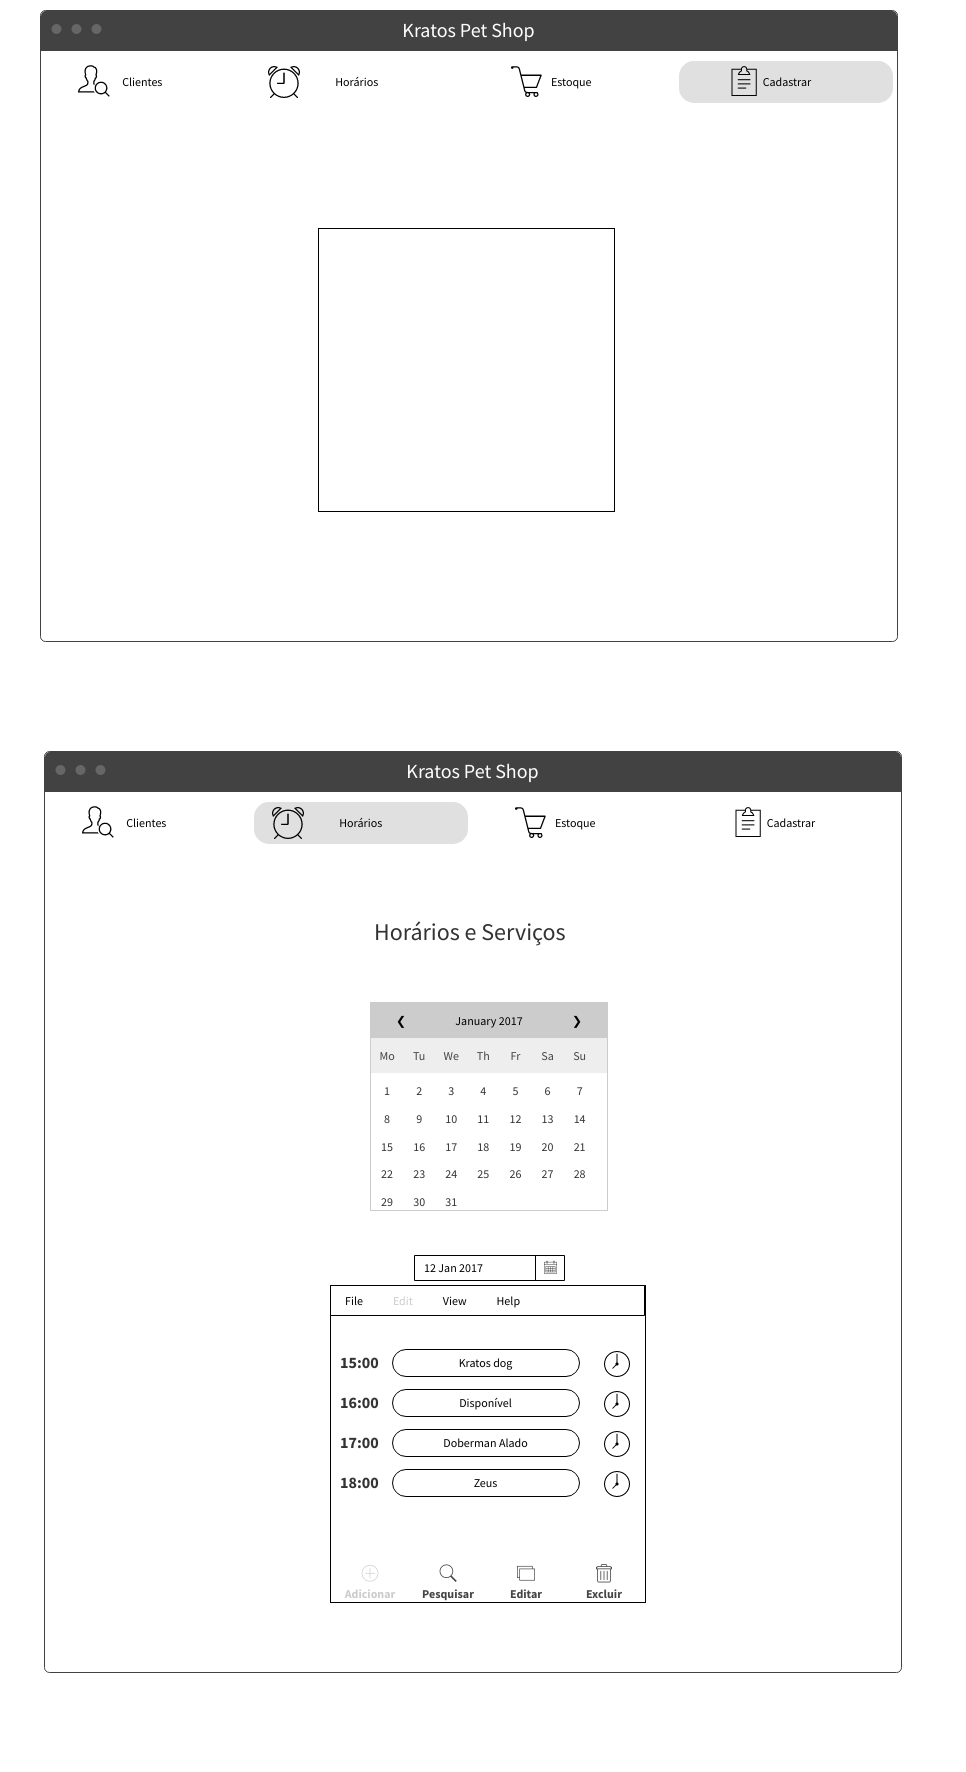 Kratos Pet Shop
Clientes Horários Estoque Cadastrar
Kratos Pet Shop
Clientes Horários Estoque Cadastrar
Horários e Serviços
❮ January 2017 ❯
Mo Tu We Th Fr Sa Su
1 2 3 4 5 6 7
8 9 10 11 12 13 14
15 16 17 18 19 20 21
22 23 24 25 26 27 28
29 30 31
12 Jan 2017
File Edit View Help
15:00 Kratos dog
16:00 Disponível
17:00 Doberman Alado
18:00 Zeus
Adicionar Pesquisar Editar Excluir